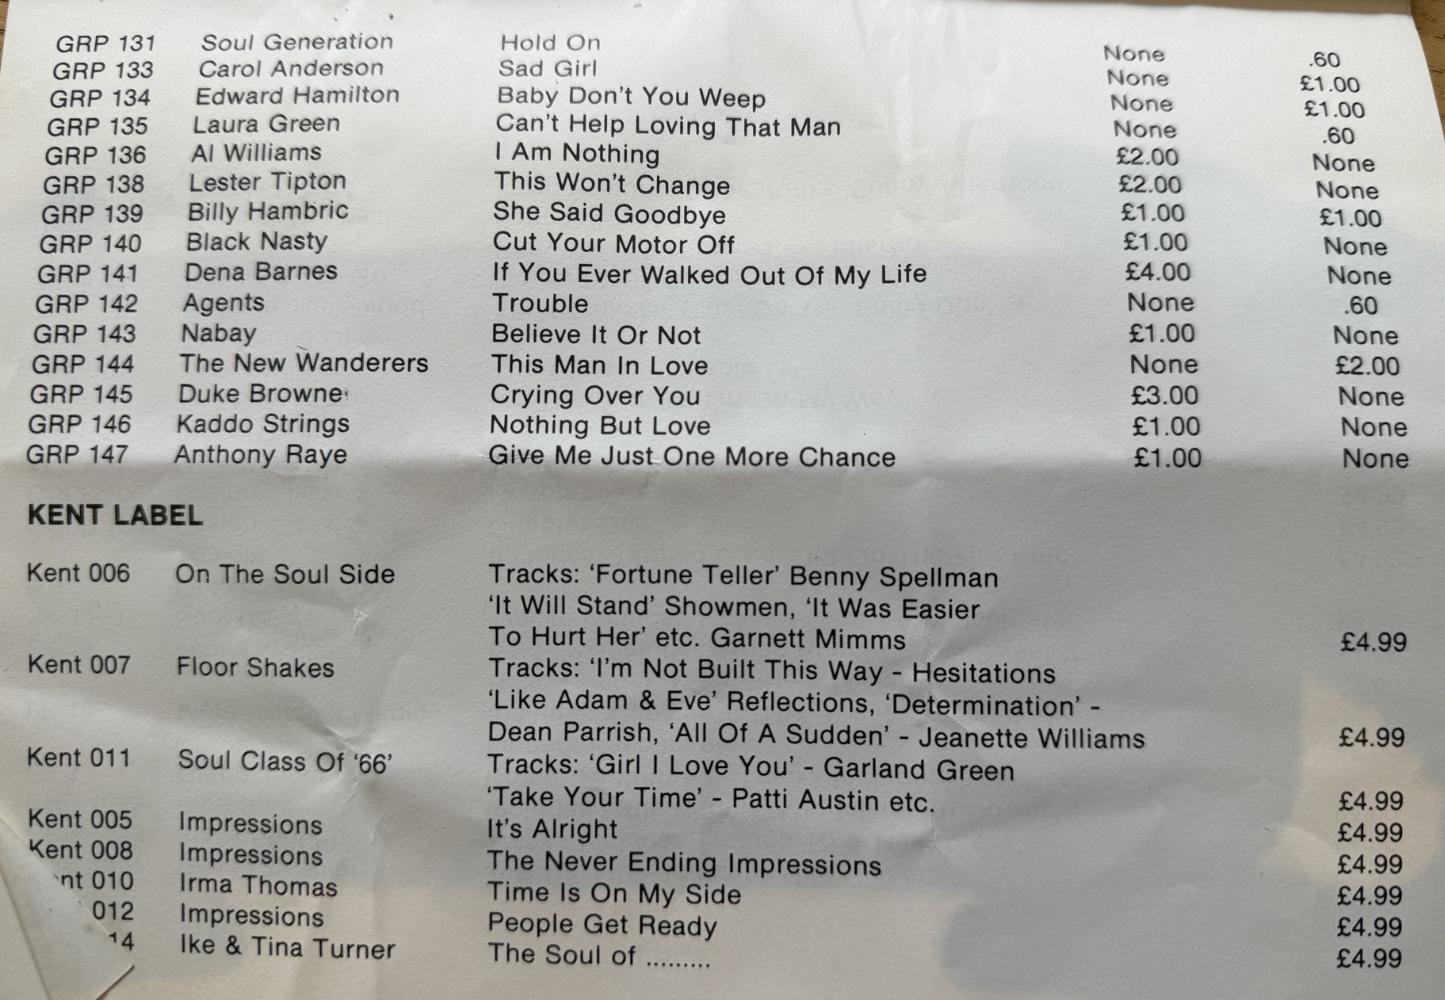 GRP 131 Soul Generation Hold On None .60
GRP 133 Carol Anderson Sad Girl None £1.00
GRP 134 Edward Hamilton Baby Don't You Weep None £1.00
GRP 135 Laura Green Can't Help Loving That Man None .60
GRP 136 Al Williams I Am Nothing £2.00 None
GRP 138 Lester Tipton This Won't Change £2.00 None
GRP 139 Billy Hambric She Said Goodbye £1.00 £1.00
GRP 140 Black Nasty Cut Your Motor Off £1.00 None
GRP 141 Dena Barnes If You Ever Walked Out Of My Life £4.00 None
GRP 142 Agents Trouble None .60
GRP 143 Nabay Believe It Or Not £1.00 None
GRP 144 The New Wanderers This Man In Love None £2.00
GRP 145 Duke Browne Crying Over You £3.00 None
GRP 146 Kaddo Strings Nothing But Love £1.00 None
GRP 147 Anthony Raye Give Me Just One More Chance £1.00 None
KENT LABEL
Kent 006 On The Soul Side Tracks: 'Fortune Teller' Benny Spellman
'It Will Stand' Showmen, 'It Was Easier
To Hurt Her' etc. Garnett Mimms £4.99
Kent 007 Floor Shakes Tracks: 'I'm Not Built This Way - Hesitations
'Like Adam & Eve' Reflections, 'Determination' -
Dean Parrish, 'All Of A Sudden' - Jeanette Williams £4.99
Kent 011 Soul Class Of '66' Tracks: 'Girl I Love You' - Garland Green
'Take Your Time' - Patti Austin etc. £4.99
Kent 005 Impressions It's Alright £4.99
Kent 008 Impressions The Never Ending Impressions £4.99
nt 010 Irma Thomas Time Is On My Side £4.99
012 Impressions People Get Ready £4.99
14 Ike & Tina Turner The Soul of ......... £4.99